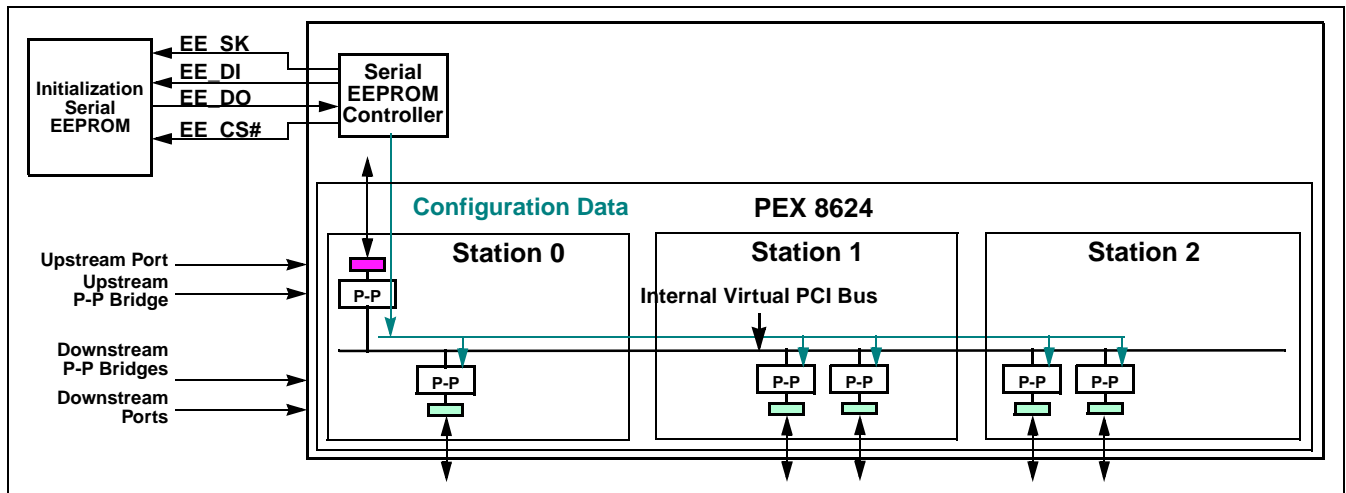 EE_SK
EE_DI
EE_DO
EE_CS#
Initialization
Serial
EEPROM
Serial
EEPROM
Controller
Configuration Data
PEX 8624
Station 0
Station 1
Station 2
Upstream Port
Upstream
P-P Bridge
P-P
Internal Virtual PCI Bus
Downstream
P-P Bridges
Downstream
Ports
P-P
P-P
P-P
P-P
P-P